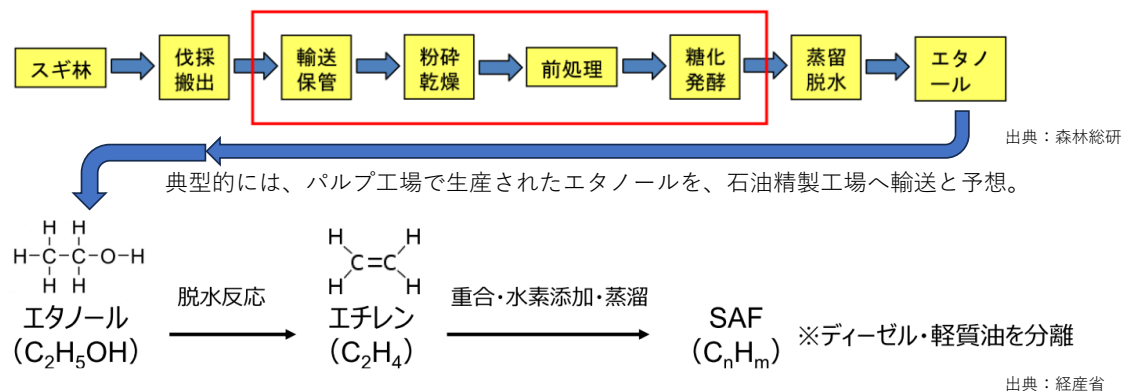 スギ林
伐採
搬出
輸送
保管
粉砕
乾燥
前処理
糖化
発酵
蒸留
脱水
エタノ
ール
出典：森林総研
典型的には、パルプ工場で生産されたエタノールを、石油精製工場へ輸送と予想。
H H
H-C-C-O-H
H H
エタノール
（C₂H₅OH）
脱水反応
H H
C=C
H H
エチレン
（C₂H₄）
重合・水素添加・蒸溜
SAF
（CₙHₘ）
※ディーゼル・軽質油を分離
出典：経産省